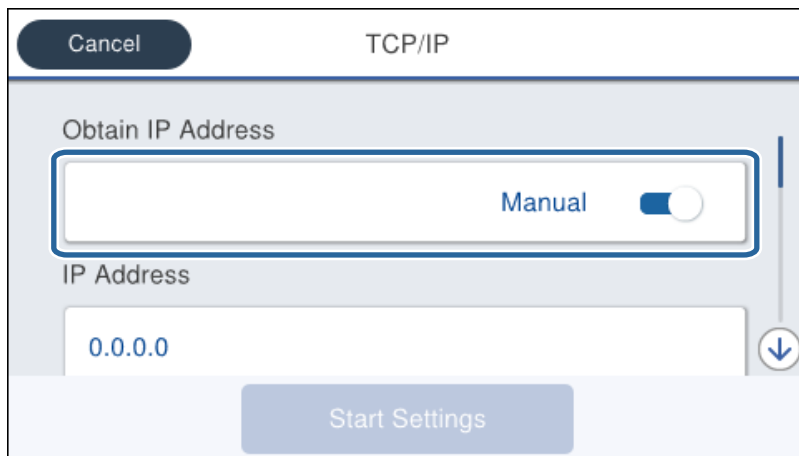 Cancel
TCP/IP
Obtain IP Address
Manual
IP Address
0.0.0.0
Start Settings